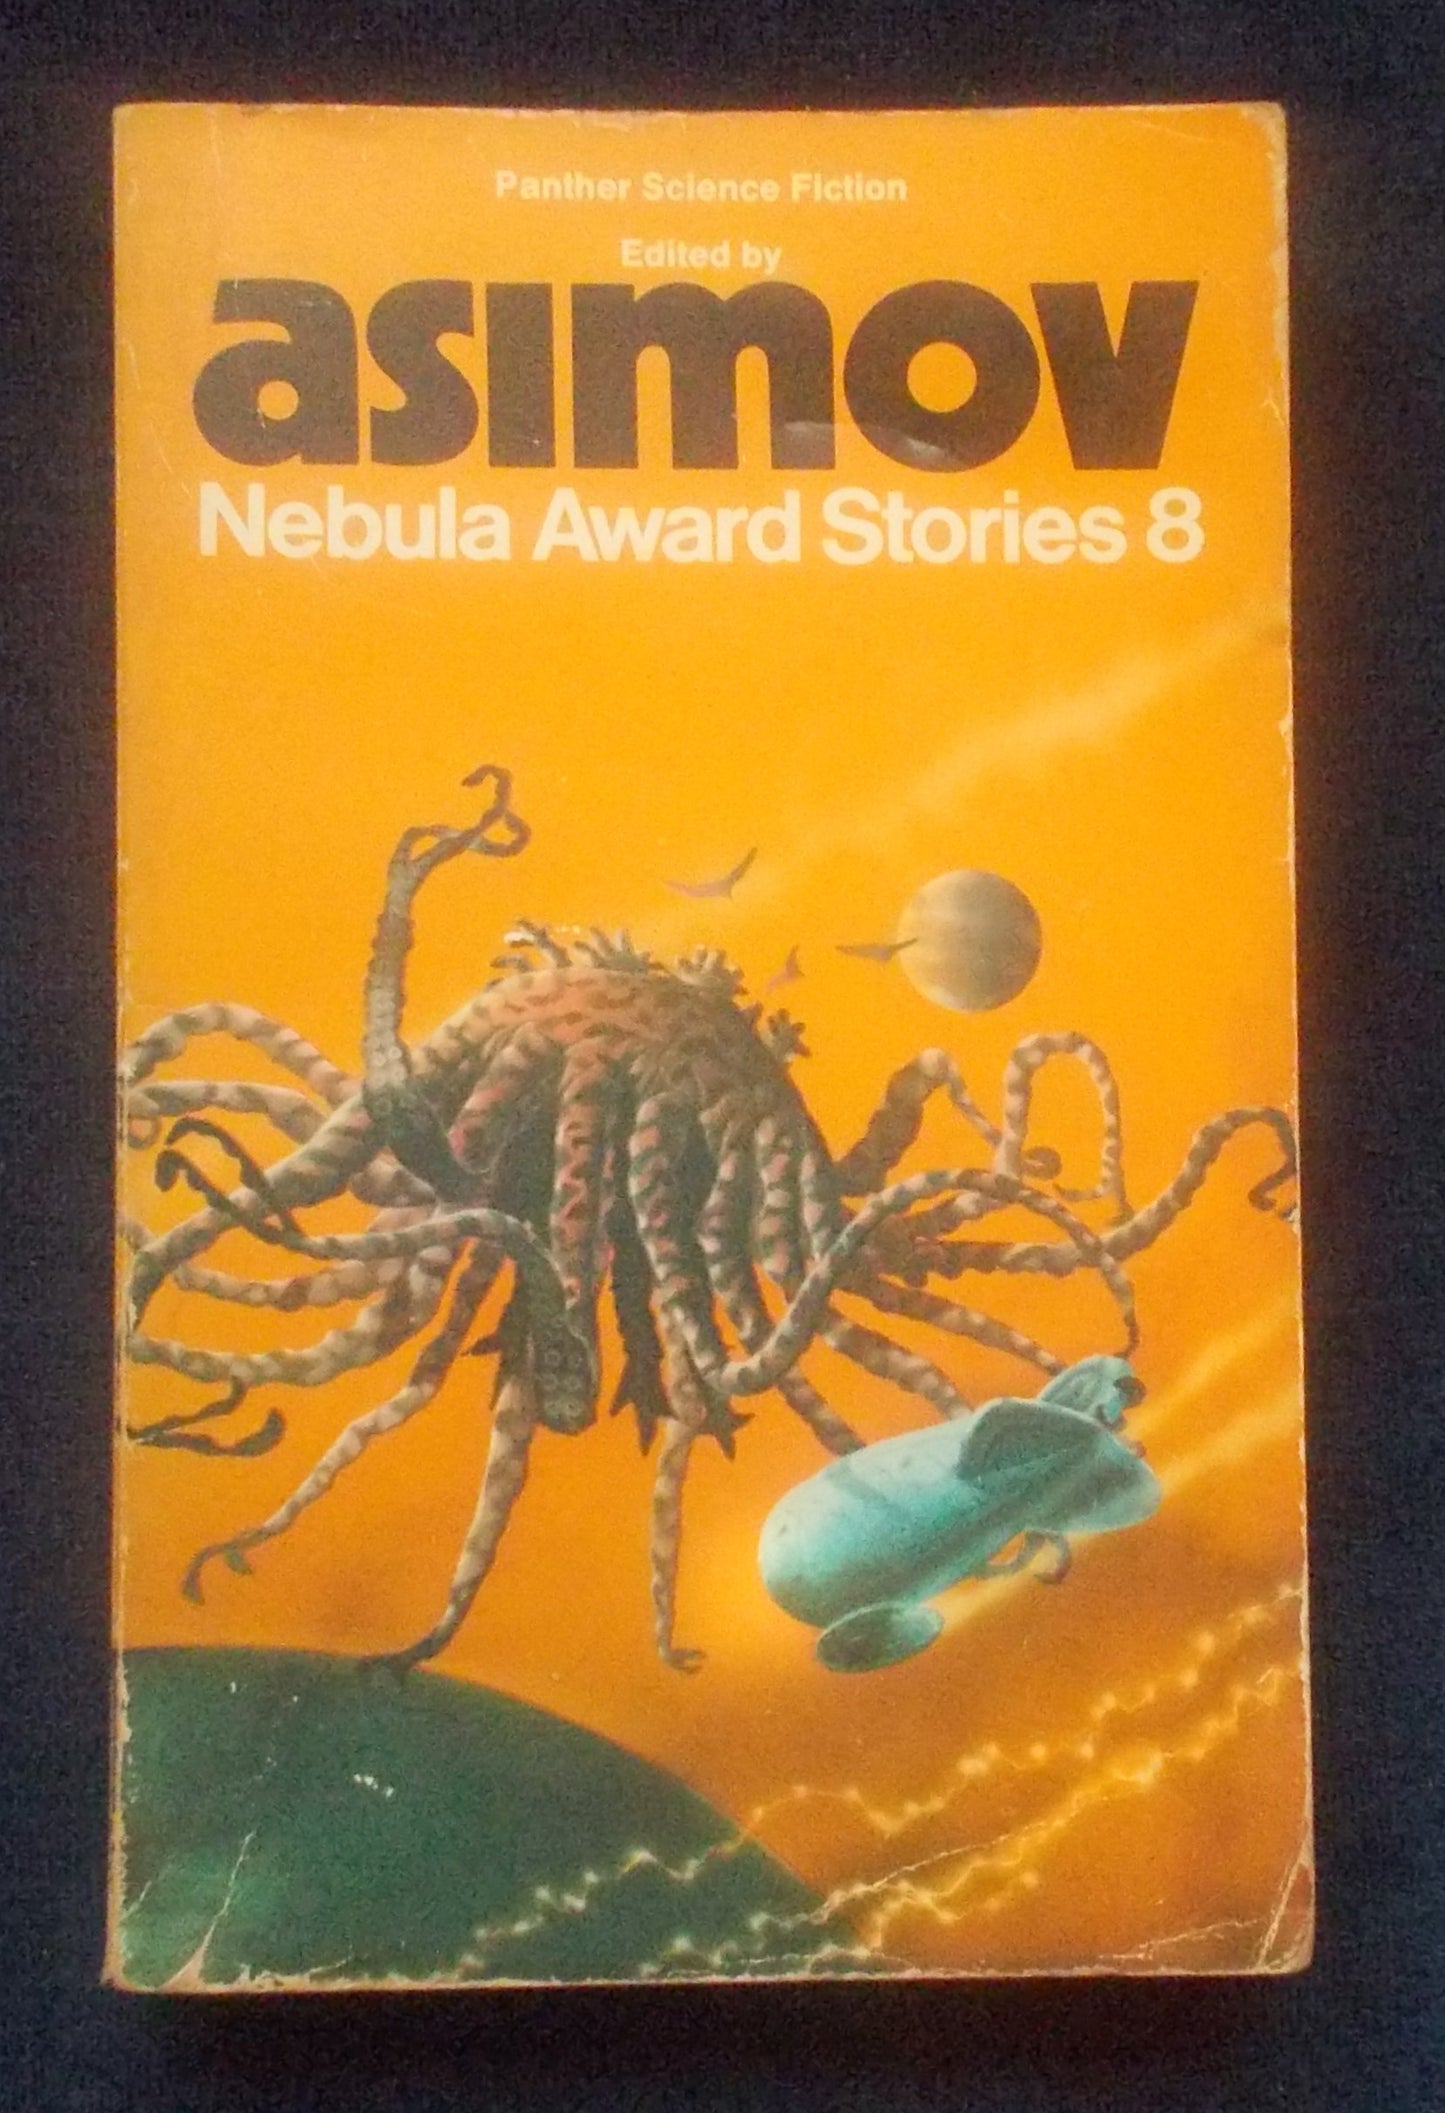 Panther Science Fiction
Edited by
asimov
Nebula Award Stories 8